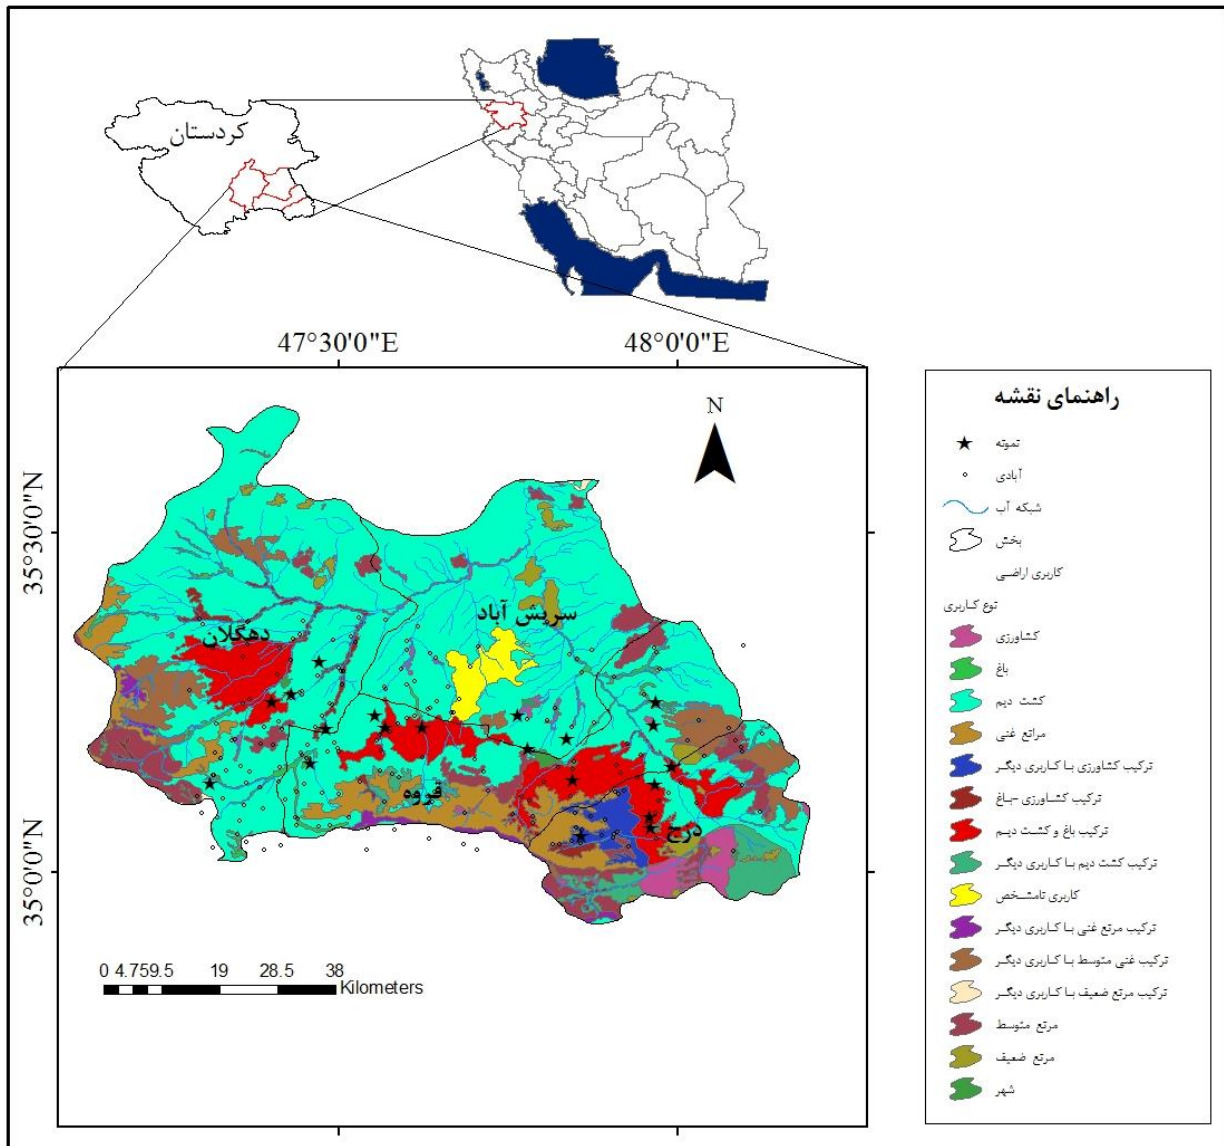 کردستان
47°30'0"E
48°0'0"E
N
35°30'0"N
35°0'0"N
سریش آباد
دهگلان
قروه
درج
0 4.75 9.5 19 28.5 38
Kilometers
راهنمای نقشه
نمونه
آبادی
شبکه آب
بخش
کاربری اراضی
نوع کاربری
کشاورزی
باغ
کشت دیم
مراتع غنی
ترکیب کشاورزی با کاربری دیگر
ترکیب کشاورزی -باغ
ترکیب باغ و کشت دیم
ترکیب کشت دیم با کاربری دیگر
کاربری نامشخص
ترکیب مرتع غنی با کاربری دیگر
ترکیب غنی متوسط با کاربری دیگر
ترکیب مرتع ضعیف با کاربری دیگر
مرتع متوسط
مرتع ضعیف
شهر